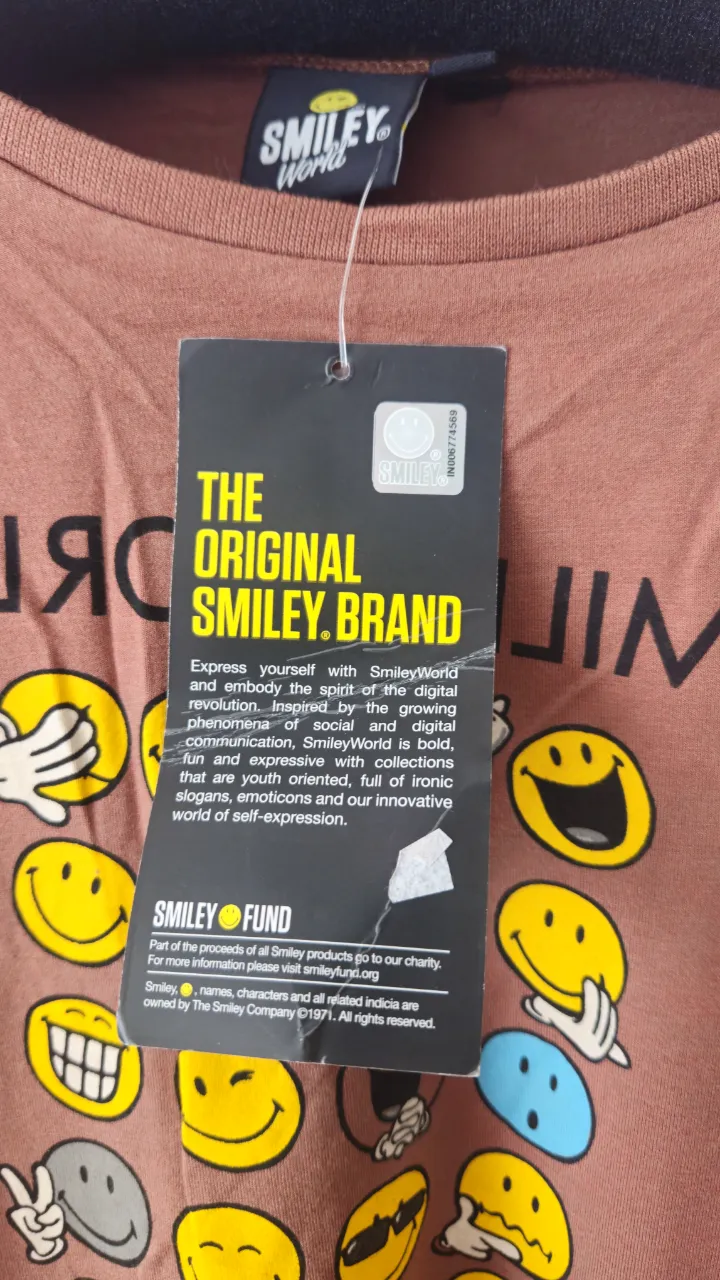 SMILEY®
World
SMILEY®
IN006774569
THE
ORIGINAL
SMILEY® BRAND
Express yourself with SmileyWorld
and embody the spirit of the digital
revolution. Inspired by the growing
phenomena of social and digital
communication, SmileyWorld is bold,
fun and expressive with collections
that are youth oriented, full of ironic
slogans, emoticons and our innovative
world of self-expression.
SMILEY FUND
Part of the proceeds of all Smiley products go to our charity.
For more information please visit smileyfund.org
Smiley, , names, characters and all related indicia are
owned by The Smiley Company ©1971. All rights reserved.